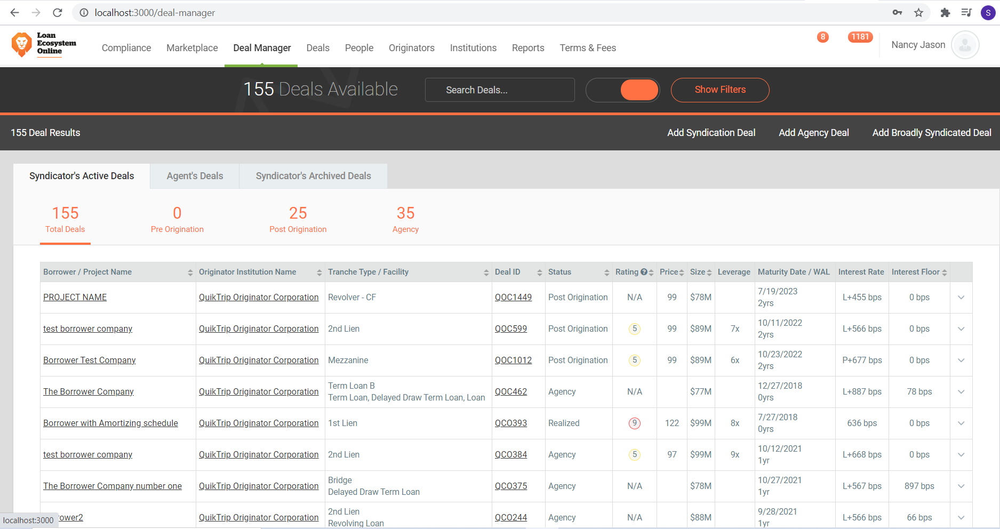 localhost:3000/deal-manager
S
Loan
Ecosystem
Online
Compliance Marketplace Deal Manager Deals People Originators Institutions Reports Terms & Fees
8 1181 Nancy Jason
155 Deals Available Search Deals... Show Filters
155 Deal Results Add Syndication Deal Add Agency Deal Add Broadly Syndicated Deal
Syndicator's Active Deals Agent's Deals Syndicator's Archived Deals
155 0 25 35
Total Deals Pre Origination Post Origination Agency
Borrower / Project Name Originator Institution Name Tranche Type / Facility Deal ID Status Rating ? Price Size Leverage Maturity Date / WAL Interest Rate Interest Floor
PROJECT NAME QuikTrip Originator Corporation Revolver - CF QOC1449 Post Origination N/A 99 $78M 7/19/2023 L+455 bps 0 bps
2yrs
test borrower company QuikTrip Originator Corporation 2nd Lien QOC599 Post Origination 5 99 $89M 7x 10/11/2022 L+566 bps 0 bps
2yrs
Borrower Test Company QuikTrip Originator Corporation Mezzanine QOC1012 Post Origination 5 99 $89M 6x 10/23/2022 P+677 bps 0 bps
2yrs
The Borrower Company QuikTrip Originator Corporation Term Loan B QOC462 Agency N/A $77M 12/27/2018 L+887 bps 78 bps
Term Loan, Delayed Draw Term Loan, Loan 0yrs
Borrower with Amortizing schedule QuikTrip Originator Corporation 1st Lien QCO393 Realized 9 122 $99M 8x 7/27/2018 636 bps 0 bps
0yrs
test borrower company QuikTrip Originator Corporation 2nd Lien QCO384 Agency 5 97 $99M 9x 10/12/2021 L+668 bps 0 bps
1yr
The Borrower Company number one QuikTrip Originator Corporation Bridge QCO375 Agency N/A $78M 10/27/2021 L+567 bps 897 bps
Delayed Draw Term Loan 1yr
rower2 QuikTrip Originator Corporation 2nd Lien QCO244 Agency N/A $88M 9/28/2021 L+566 bps 66 bps
Revolving Loan 1yr
localhost:3000